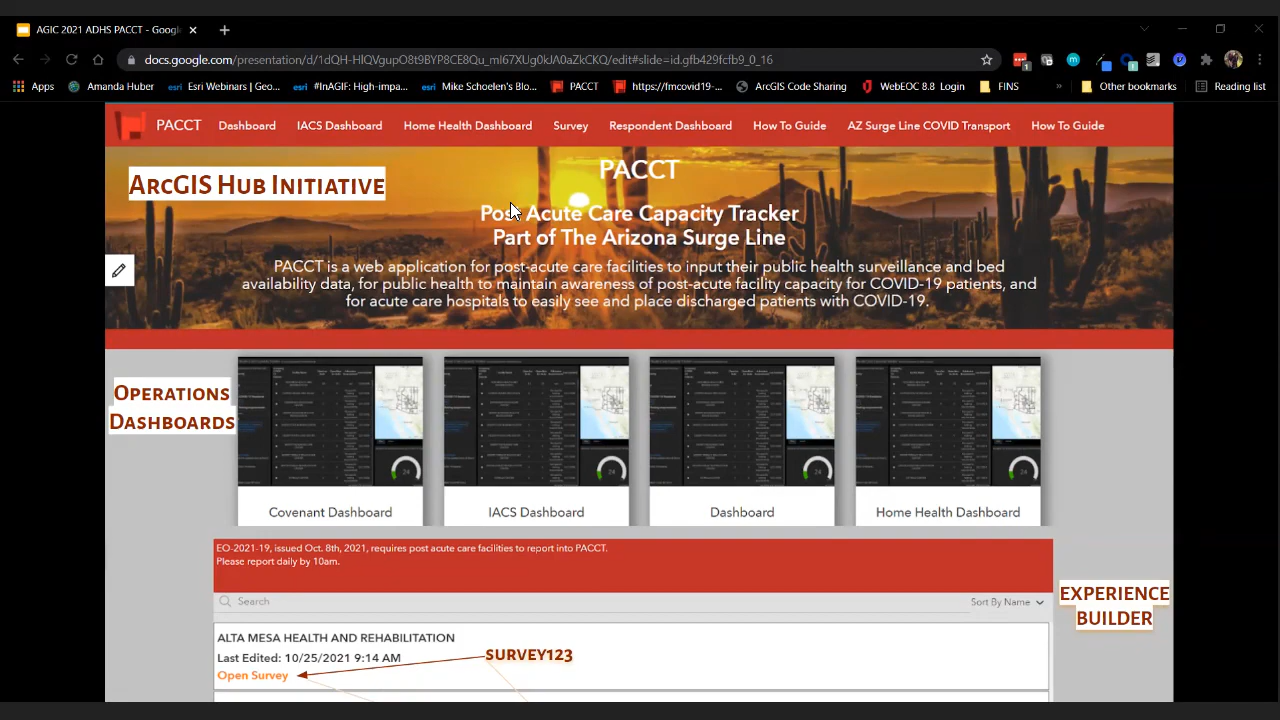 AGIC 2021 ADHS PACCT - Googl
docs.google.com/presentation/d/1dQH-HlQVgupO8t9BYP8CE8Qu_mI67XUg0kJA0aZkCKQ/edit#slide=id.gfb429fcfb9_0_16
Apps Amanda Huber esri Esri Webinars | Geo... esri #InAGIF: High-impa... esri Mike Schoelen's Blo... PACCT https://fmcovid19-... ArcGIS Code Sharing WebEOC 8.8 Login FINS » Other bookmarks Reading list
PACCT Dashboard IACS Dashboard Home Health Dashboard Survey Respondent Dashboard How To Guide AZ Surge Line COVID Transport How To Guide
PACCT
ArcGIS Hub Initiative
Post Acute Care Capacity Tracker
Part of The Arizona Surge Line
PACCT is a web application for post-acute care facilities to input their public health surveillance and bed
availability data, for public health to maintain awareness of post-acute facility capacity for COVID-19 patients, and
for acute care hospitals to easily see and place discharged patients with COVID-19.
Operations
Dashboards
24 24 24 24
Covenant Dashboard IACS Dashboard Dashboard Home Health Dashboard
EO-2021-19, issued Oct. 8th, 2021, requires post acute care facilities to report into PACCT.
Please report daily by 10am.
Search Sort By Name
EXPERIENCE
BUILDER
ALTA MESA HEALTH AND REHABILITATION
Last Edited: 10/25/2021 9:14 AM
SURVEY123
Open Survey